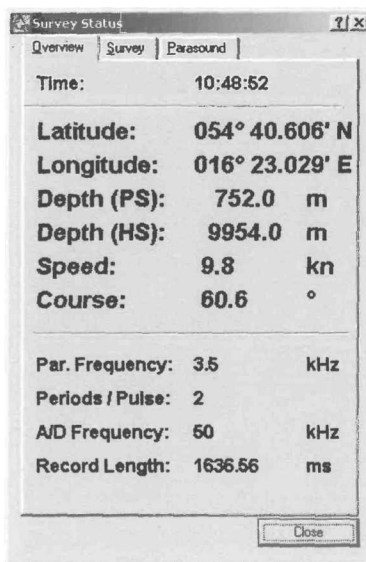 Survey Status
Overview Survey Parasound
Time: 10:48:52
Latitude: 054° 40.606' N
Longitude: 016° 23.029' E
Depth (PS): 752.0 m
Depth (HS): 9954.0 m
Speed: 9.8 kn
Course: 60.6 °
Par. Frequency: 3.5 kHz
Periods / Pulse: 2
A/D Frequency: 50 kHz
Record Length: 1636.56 ms
Close